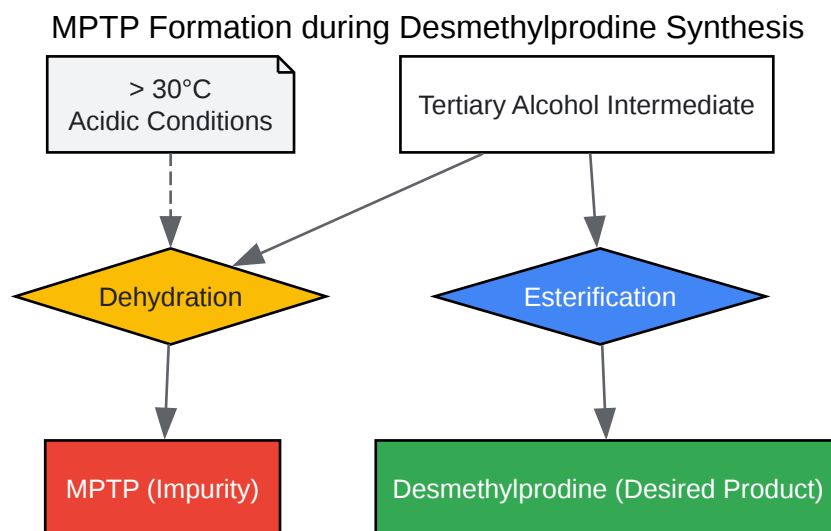 MPTP Formation during Desmethylprodine Synthesis
> 30°C
Acidic Conditions
Tertiary Alcohol Intermediate
Dehydration
Esterification
MPTP (Impurity)
Desmethylprodine (Desired Product)